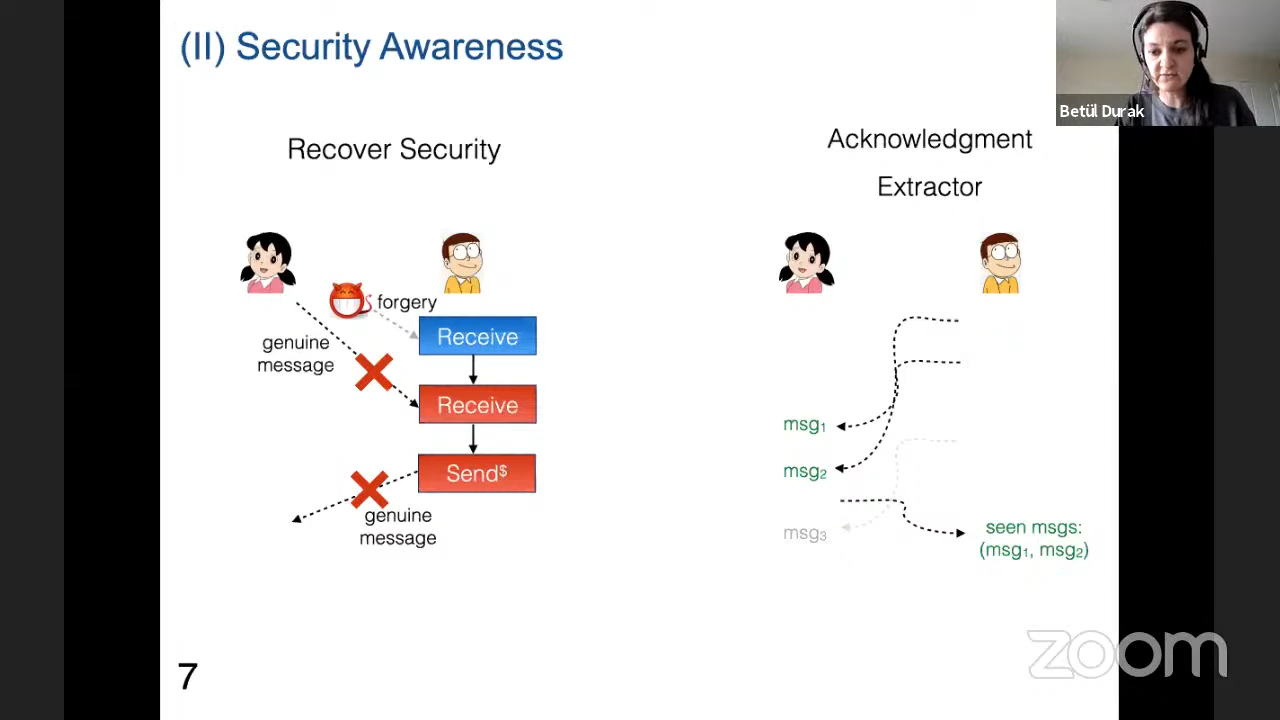 (II) Security Awareness
Betül Durak
Recover Security
forgery
genuine
message
Receive
Receive
Send$
genuine
message
Acknowledgment
Extractor
msg₁
msg₂
msg₃
seen msgs:
(msg₁, msg₂)
zoom
7